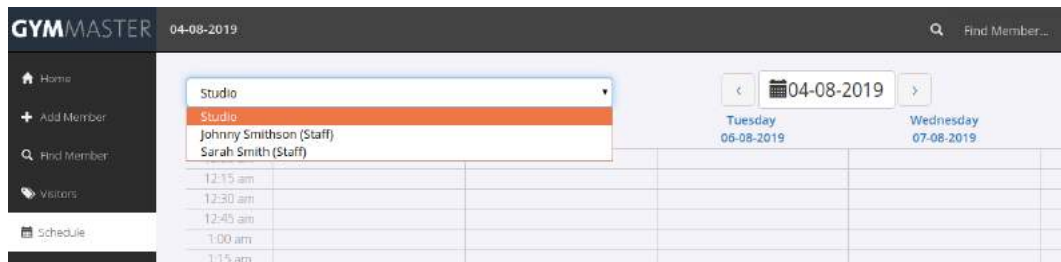 GYMMASTER 04-08-2019 Find Member...
Home
Add Member
Find Member
Visitors
Schedule
Studio
Studio
Johnny Smithson (Staff)
Sarah Smith (Staff)
04-08-2019
Tuesday
06-08-2019
Wednesday
07-08-2019
12:15 am
12:30 am
12:45 am
1:00 am
1:15 am